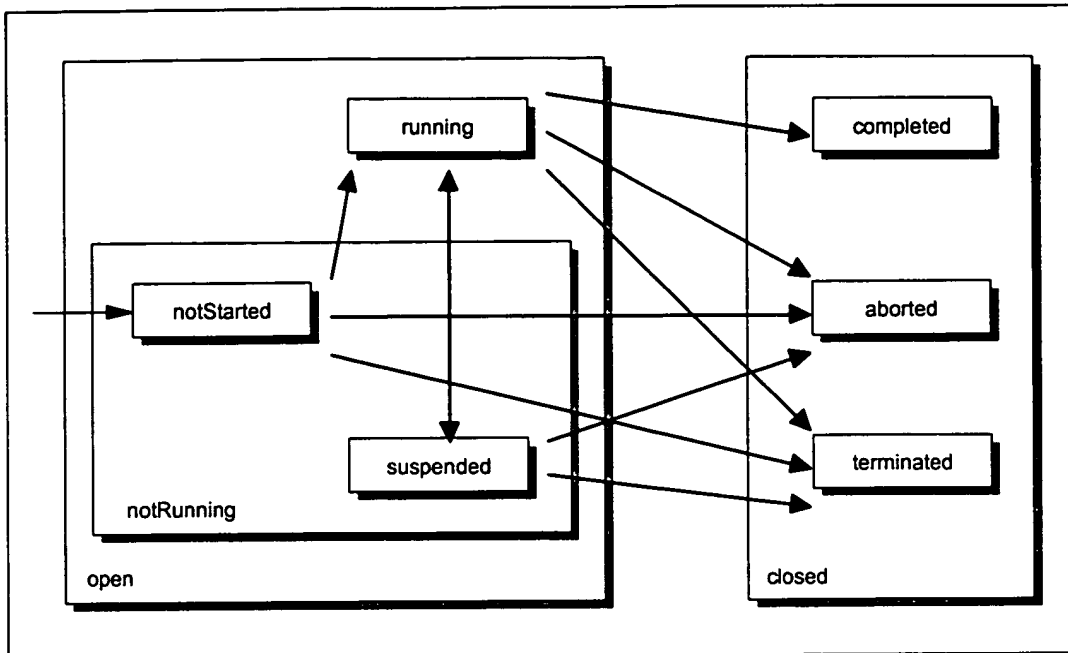 running
completed
notStarted
aborted
suspended
terminated
notRunning
open
closed